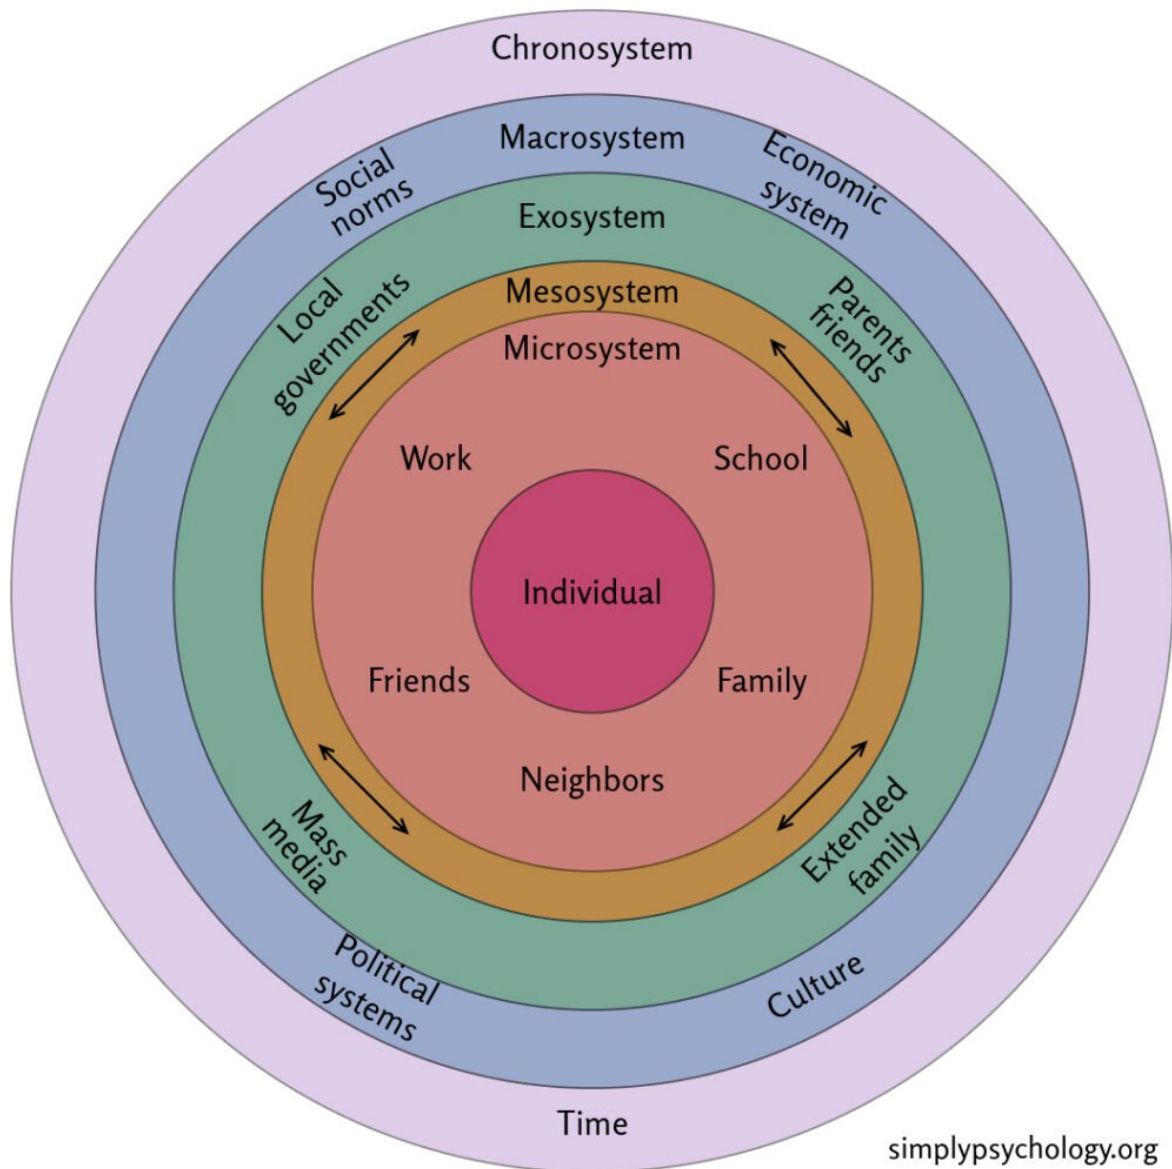 Chronosystem
Macrosystem
Social
norms
Economic
system
Exosystem
Local
governments
Parents
friends
Mesosystem
Microsystem
Work
School
Individual
Friends
Family
Neighbors
Mass
media
Extended
family
Political
systems
Culture
Time
simplypsychology.org